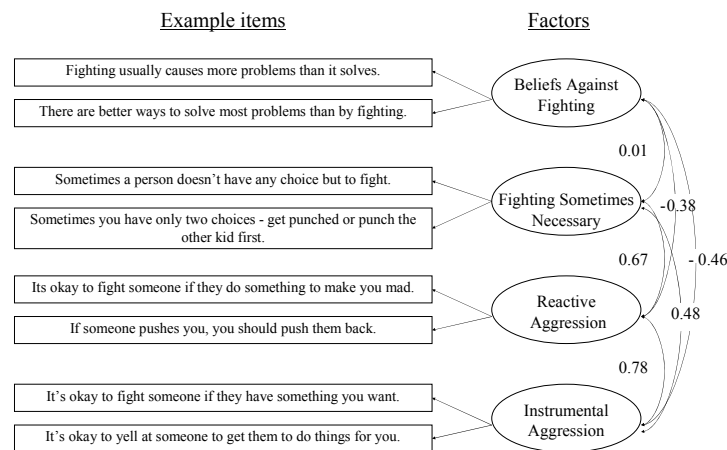 Example items
Factors
Fighting usually causes more problems than it solves.
There are better ways to solve most problems than by fighting.
Beliefs Against
Fighting
0.01
Sometimes a person doesn’t have any choice but to fight.
Sometimes you have only two choices - get punched or punch the
other kid first.
Fighting Sometimes
Necessary
-0.38
0.67
- 0.46
Its okay to fight someone if they do something to make you mad.
If someone pushes you, you should push them back.
Reactive
Aggression
0.48
0.78
It’s okay to fight someone if they have something you want.
It’s okay to yell at someone to get them to do things for you.
Instrumental
Aggression